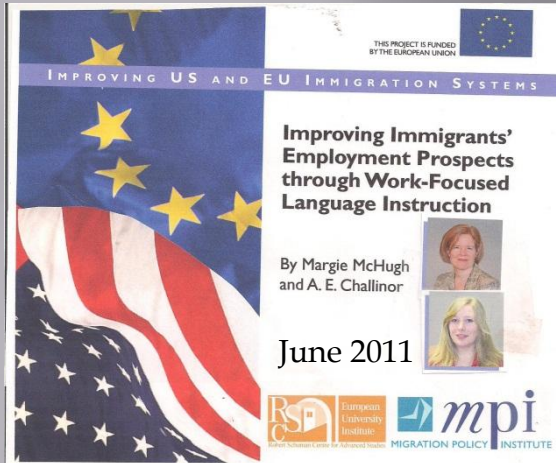 THIS PROJECT IS FUNDED
BY THE EUROPEAN UNION
IMPROVING US AND EU IMMIGRATION SYSTEMS
Improving Immigrants'
Employment Prospects
through Work-Focused
Language Instruction
By Margie McHugh
and A. E. Challinor
June 2011
RSC
European
University
Institute
Robert Schuman Centre for Advanced Studies
mpi
MIGRATION POLICY INSTITUTE